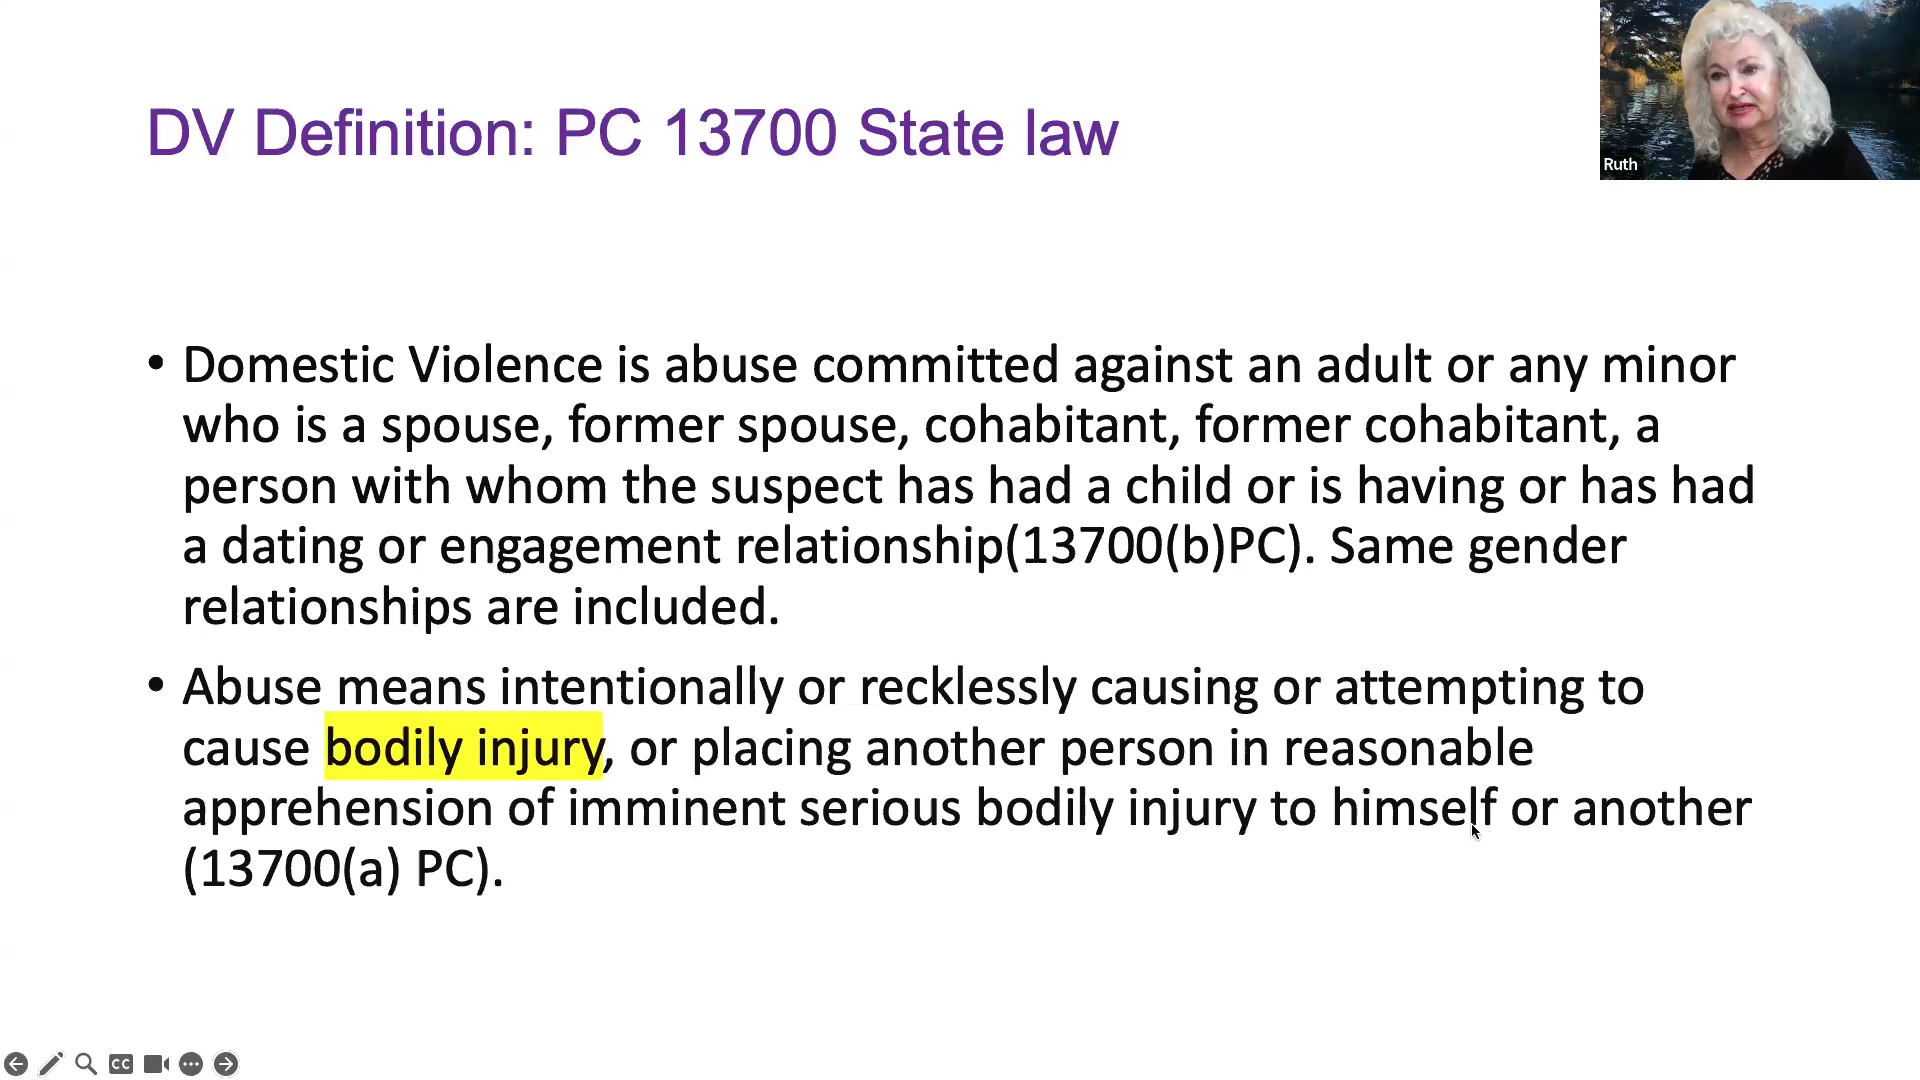 DV Definition: PC 13700 State law
Ruth
• Domestic Violence is abuse committed against an adult or any minor
who is a spouse, former spouse, cohabitant, former cohabitant, a
person with whom the suspect has had a child or is having or has had
a dating or engagement relationship(13700(b)PC). Same gender
relationships are included.
• Abuse means intentionally or recklessly causing or attempting to
cause bodily injury, or placing another person in reasonable
apprehension of imminent serious bodily injury to himself or another
(13700(a) PC).
CC